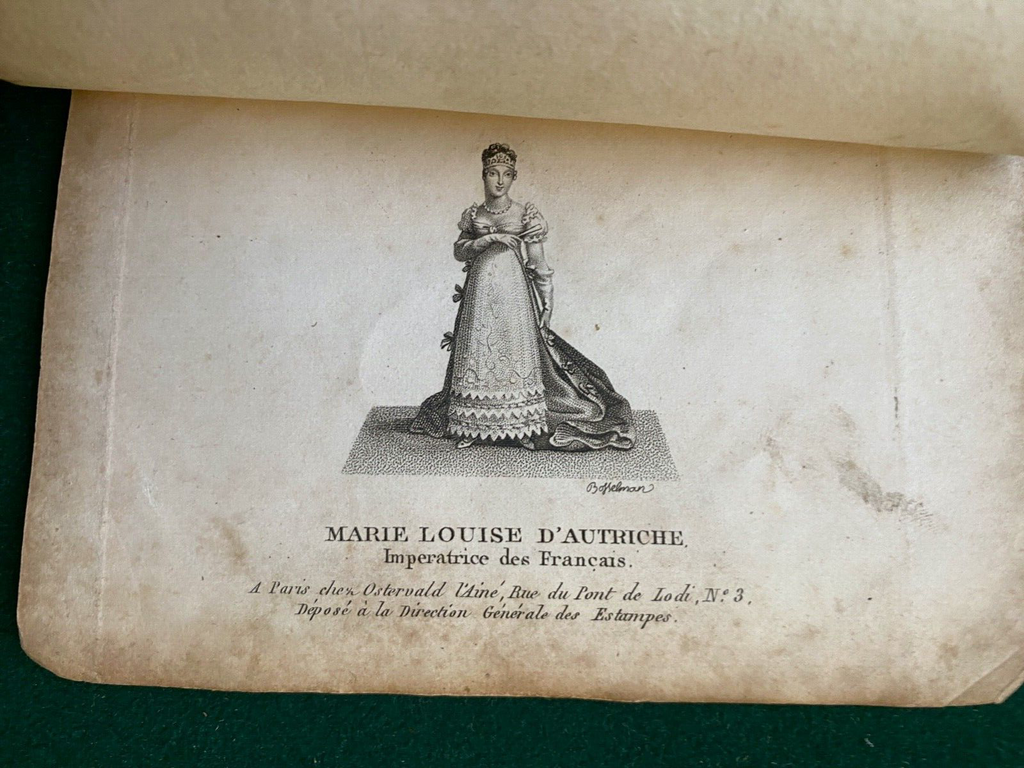 Bosselman
MARIE LOUISE D'AUTRICHE,
Imperatrice des Français.
A Paris chez Ostervald l'Ainé, Rue du Pont de Lodi, N.º 3,
Déposé à la Direction Générale des Estampes.